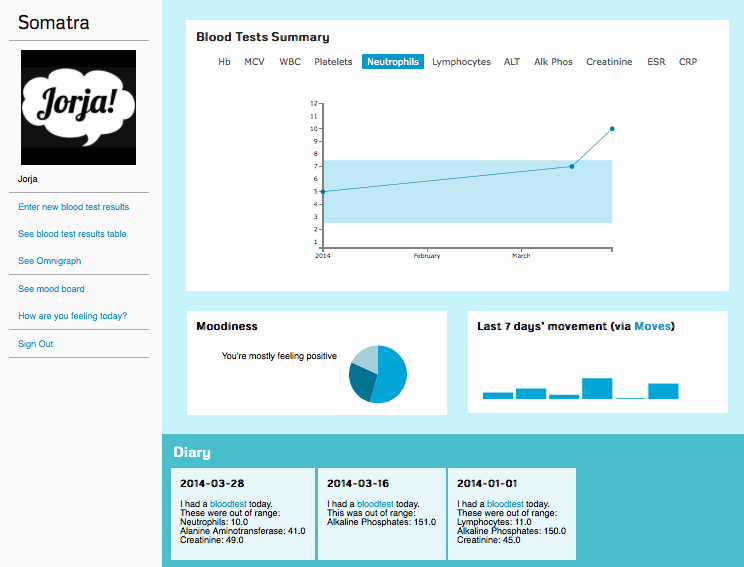 Somatra
Jorja!
Jorja
Enter new blood test results
See blood test results table
See Omnigraph
See mood board
How are you feeling today?
Sign Out
Blood Tests Summary
Hb MCV WBC Platelets Neutrophils Lymphocytes ALT Alk Phos Creatinine ESR CRP
12
11
10
9
8
7
6
5
4
3
2
1
2014 February March
Moodiness
You're mostly feeling positive
Last 7 days' movement (via Moves)
Diary
2014-03-28
I had a bloodtest today.
These were out of range:
Neutrophils: 10.0
Alanine Aminotransferase: 41.0
Creatinine: 49.0
2014-03-16
I had a bloodtest today.
This was out of range:
Alkaline Phosphates: 151.0
2014-01-01
I had a bloodtest today.
These were out of range:
Lymphocytes: 11.0
Alkaline Phosphates: 150.0
Creatinine: 45.0